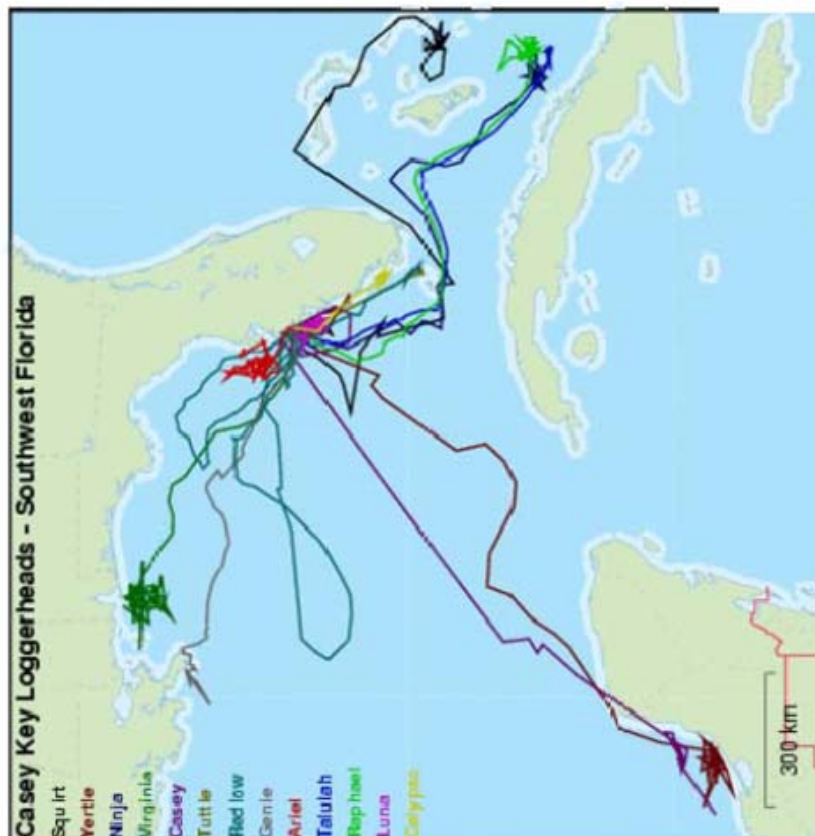 Casey Key Loggerheads - Southwest Florida
Squirt
Yertle
Ninja
Virginia
Casey
Tuttle
Redlow
Genie
Ariel
Talulah
Raphael
Luna
Calypso
300 km